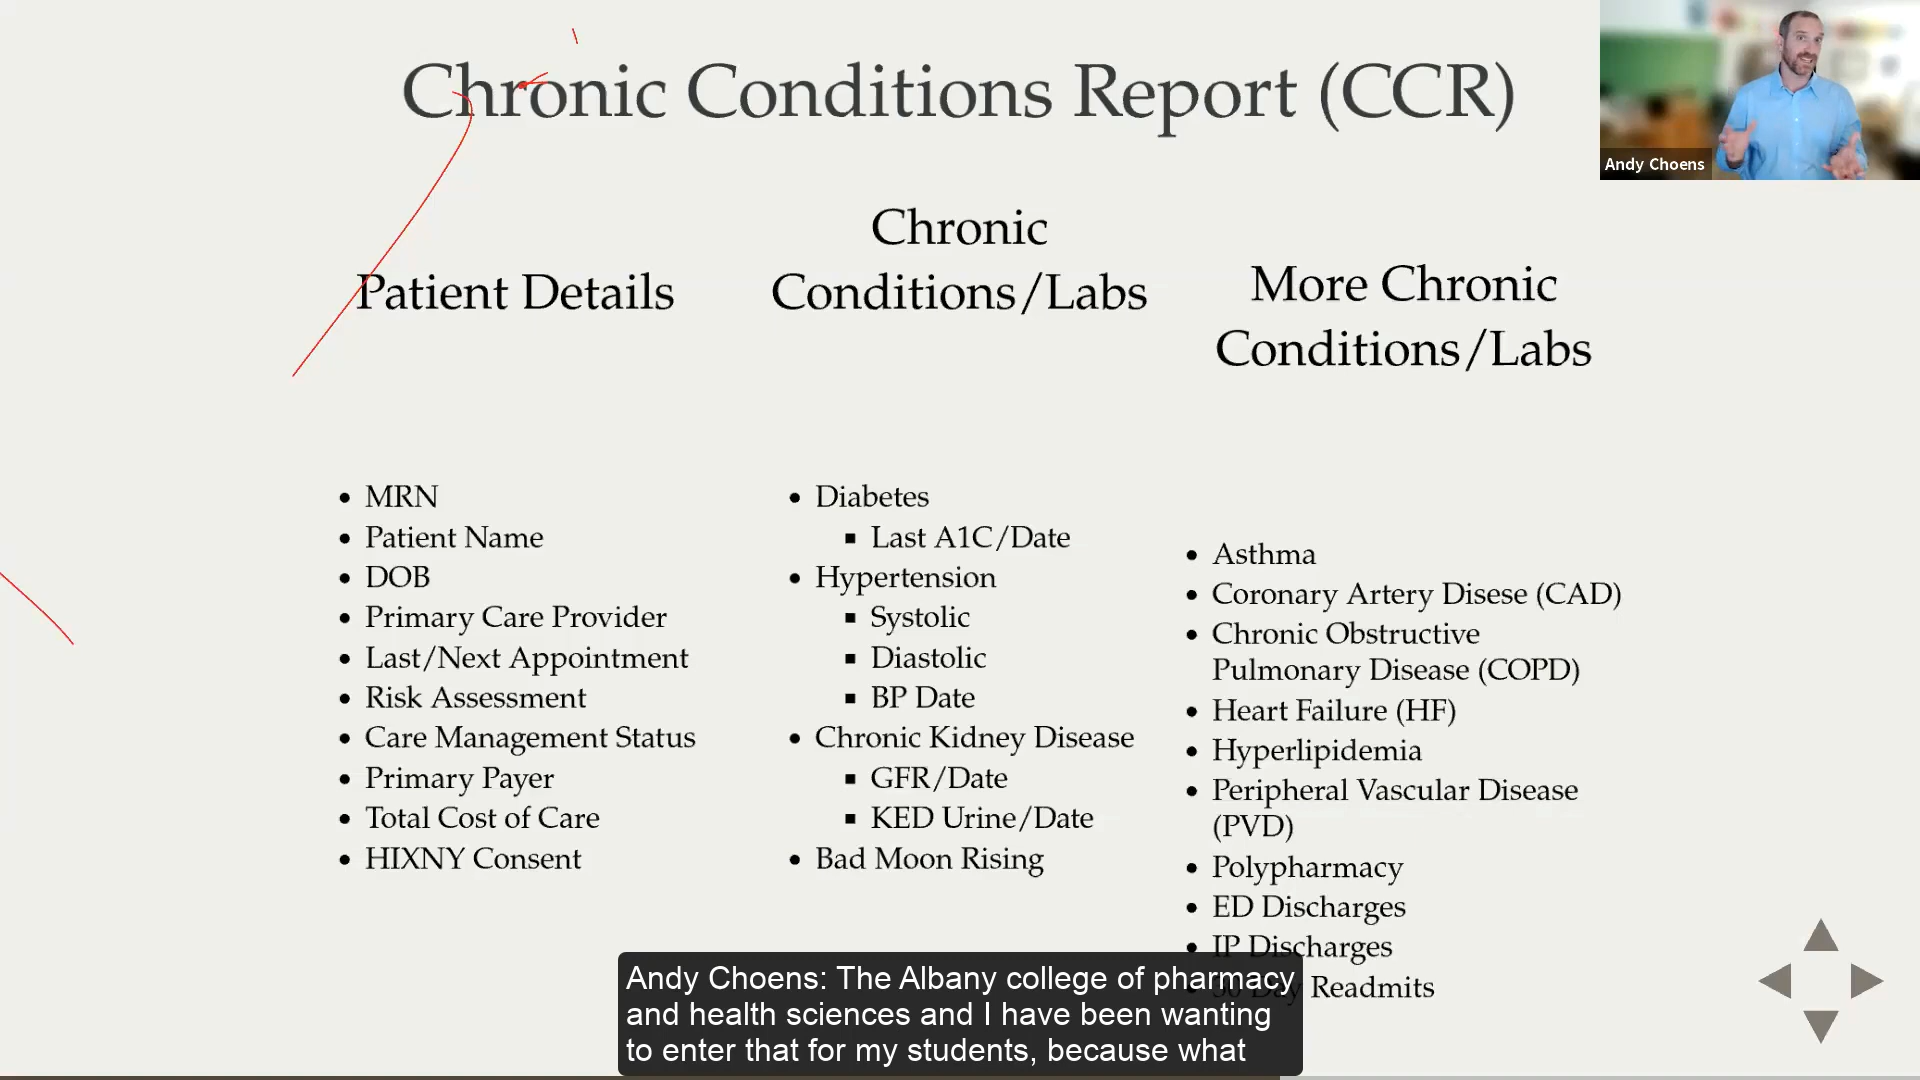 Chronic Conditions Report (CCR)
Andy Choens
Patient Details
MRN
Patient Name
DOB
Primary Care Provider
Last/Next Appointment
Risk Assessment
Care Management Status
Primary Payer
Total Cost of Care
HIXNY Consent
Chronic
Conditions/Labs
Diabetes
Last A1C/Date
Hypertension
Systolic
Diastolic
BP Date
Chronic Kidney Disease
GFR/Date
KED Urine/Date
Bad Moon Rising
More Chronic
Conditions/Labs
Asthma
Coronary Artery Disese (CAD)
Chronic Obstructive
Pulmonary Disease (COPD)
Heart Failure (HF)
Hyperlipidemia
Peripheral Vascular Disease
(PVD)
Polypharmacy
ED Discharges
IP Discharges
30 Day Readmits
Andy Choens: The Albany college of pharmacy
and health sciences and I have been wanting
to enter that for my students, because what